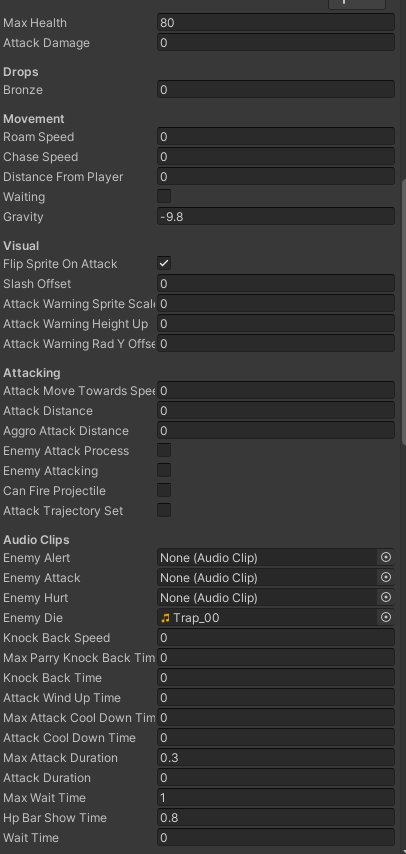 Max Health 80
Attack Damage 0
Drops
Bronze 0
Movement
Roam Speed 0
Chase Speed 0
Distance From Player 0
Waiting
Gravity -9.8
Visual
Flip Sprite On Attack
Slash Offset 0
Attack Warning Sprite Scale 0
Attack Warning Height Up 0
Attack Warning Rad Y Offse 0
Attacking
Attack Move Towards Spee 0
Attack Distance 0
Aggro Attack Distance 0
Enemy Attack Process
Enemy Attacking
Can Fire Projectile
Attack Trajectory Set
Audio Clips
Enemy Alert None (Audio Clip)
Enemy Attack None (Audio Clip)
Enemy Hurt None (Audio Clip)
Enemy Die Trap_00
Knock Back Speed 0
Max Parry Knock Back Tim 0
Knock Back Time 0
Attack Wind Up Time 0
Max Attack Cool Down Tim 0
Attack Cool Down Time 0
Max Attack Duration 0.3
Attack Duration 0
Max Wait Time 1
Hp Bar Show Time 0.8
Wait Time 0